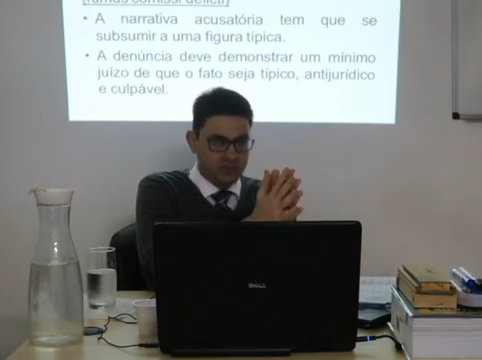 (fumus comissi delicti)
• A narrativa acusatória tem que se
subsumir a uma figura típica.
• A denúncia deve demonstrar um mínimo
juízo de que o fato seja típico, antijurídico
e culpável.
DELL